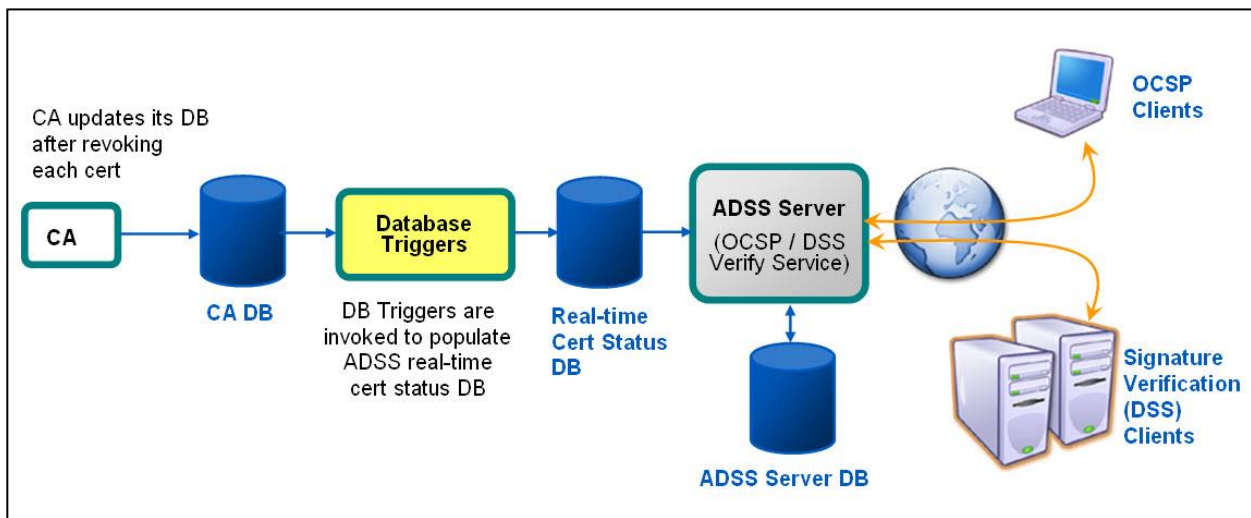 CA updates its DB
after revoking
each cert
CA
CA DB
Database
Triggers
DB Triggers are
invoked to populate
ADSS real-time
cert status DB
Real-time
Cert Status
DB
ADSS Server
(OCSP / DSS
Verify Service)
ADSS Server DB
OCSP
Clients
Signature
Verification
(DSS)
Clients